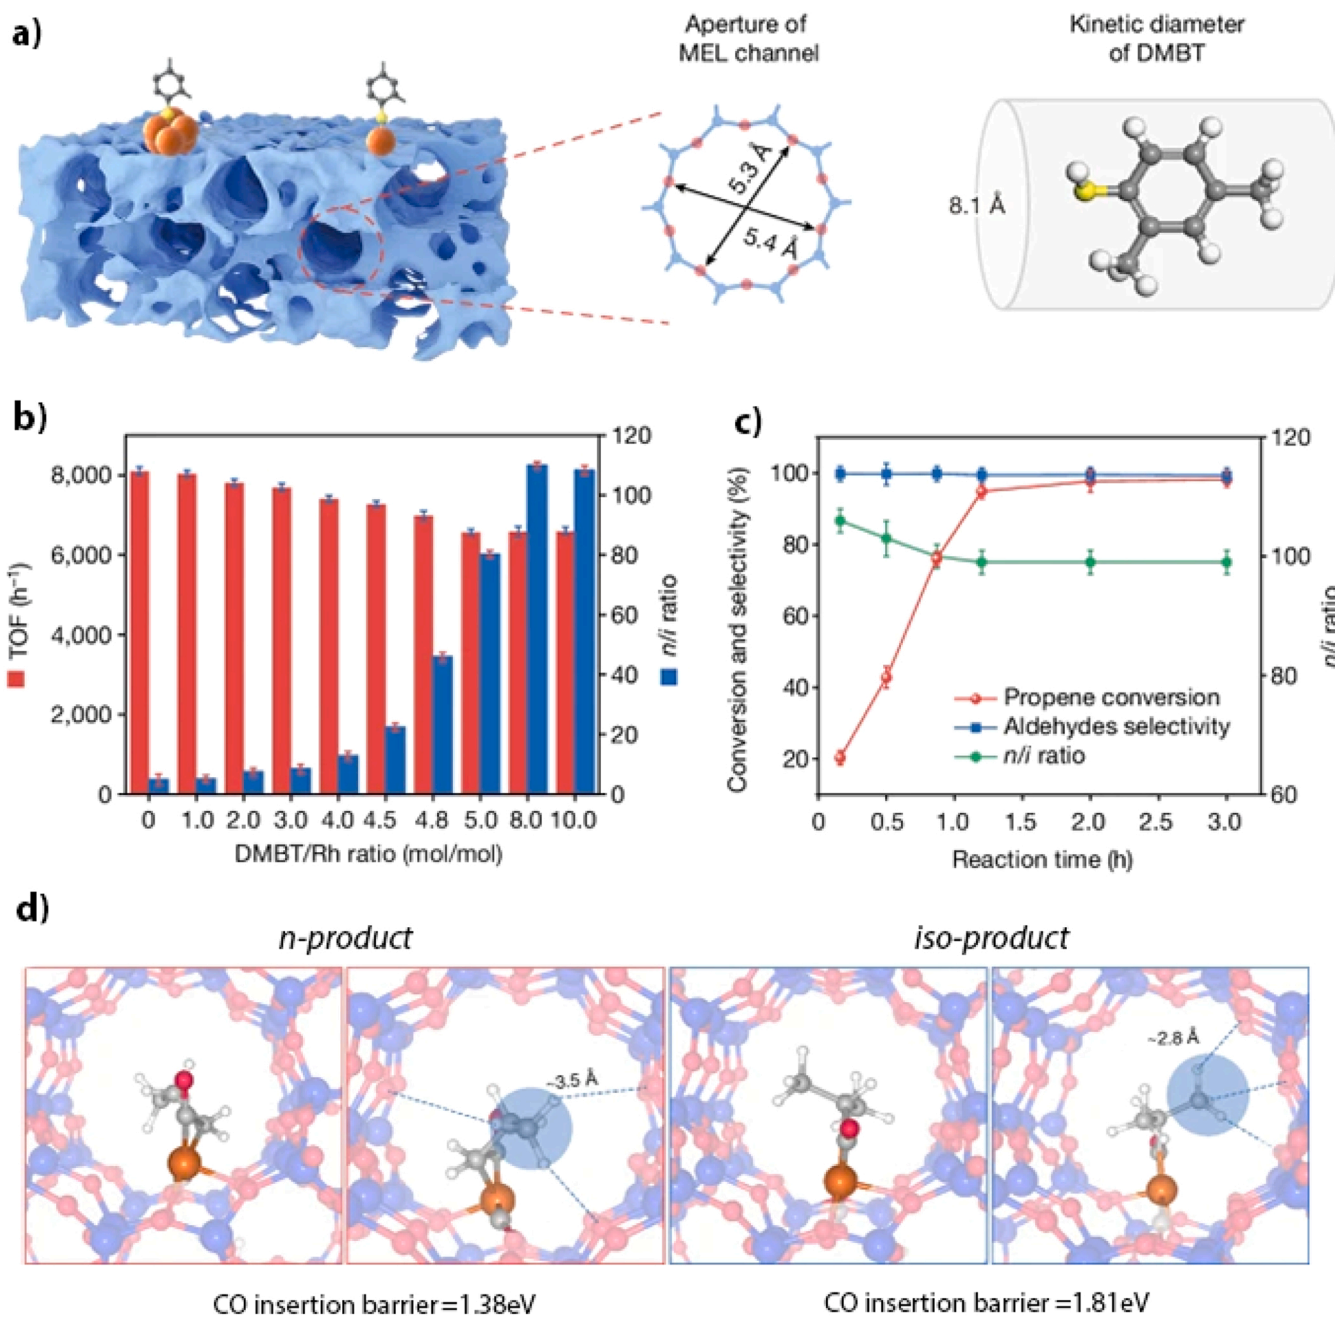 a)
Aperture of
MEL channel
5.3 Å
5.4 Å
Kinetic diameter
of DMBT
8.1 Å
b)
TOF (h⁻¹)
8,000
6,000
4,000
2,000
0
120
100
80
60
40
20
0
n/i ratio
0 1.0 2.0 3.0 4.0 4.5 4.8 5.0 8.0 10.0
DMBT/Rh ratio (mol/mol)
c)
Conversion and selectivity (%)
100
80
60
40
20
120
100
80
60
n/i ratio
Propene conversion
Aldehydes selectivity
n/i ratio
0 0.5 1.0 1.5 2.0 2.5 3.0
Reaction time (h)
d)
n-product
iso-product
~3.5 Å
~2.8 Å
CO insertion barrier =1.38eV
CO insertion barrier =1.81eV